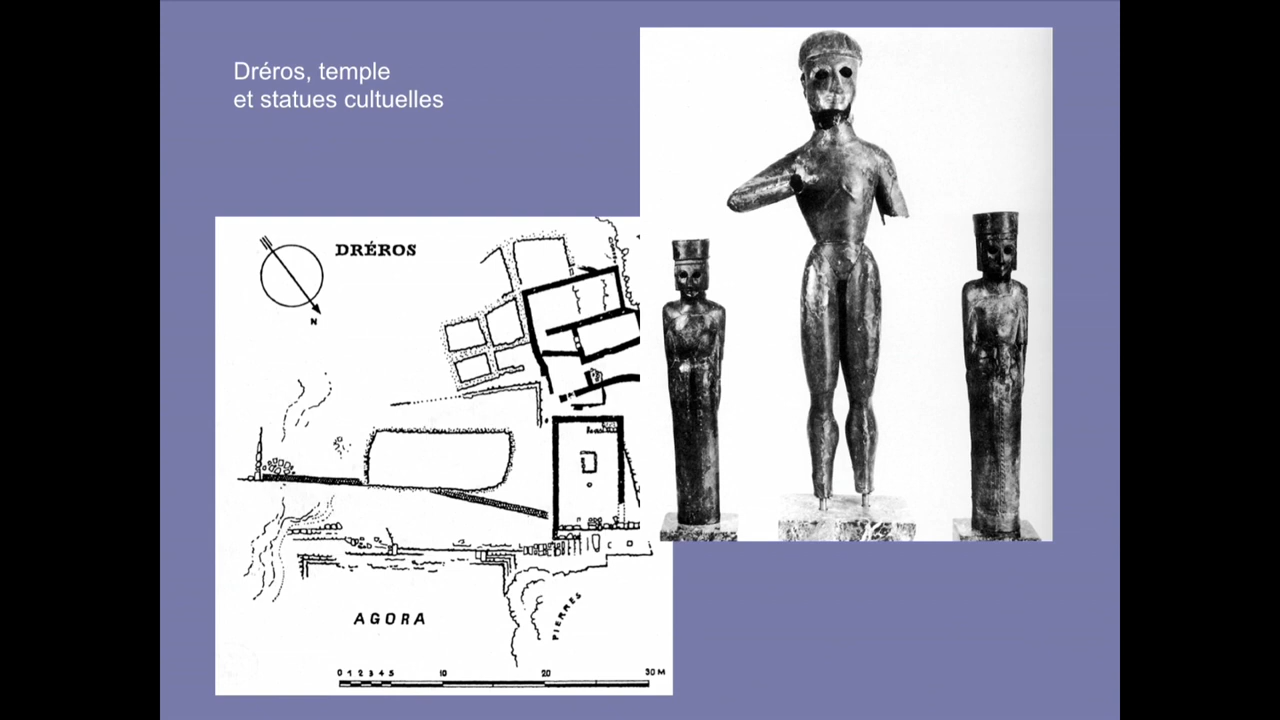 Dréros, temple
et statues cultuelles
DRÉROS
N
C
AGORA
PIERRES
0 1 2 3 4 5 10 20 30 M